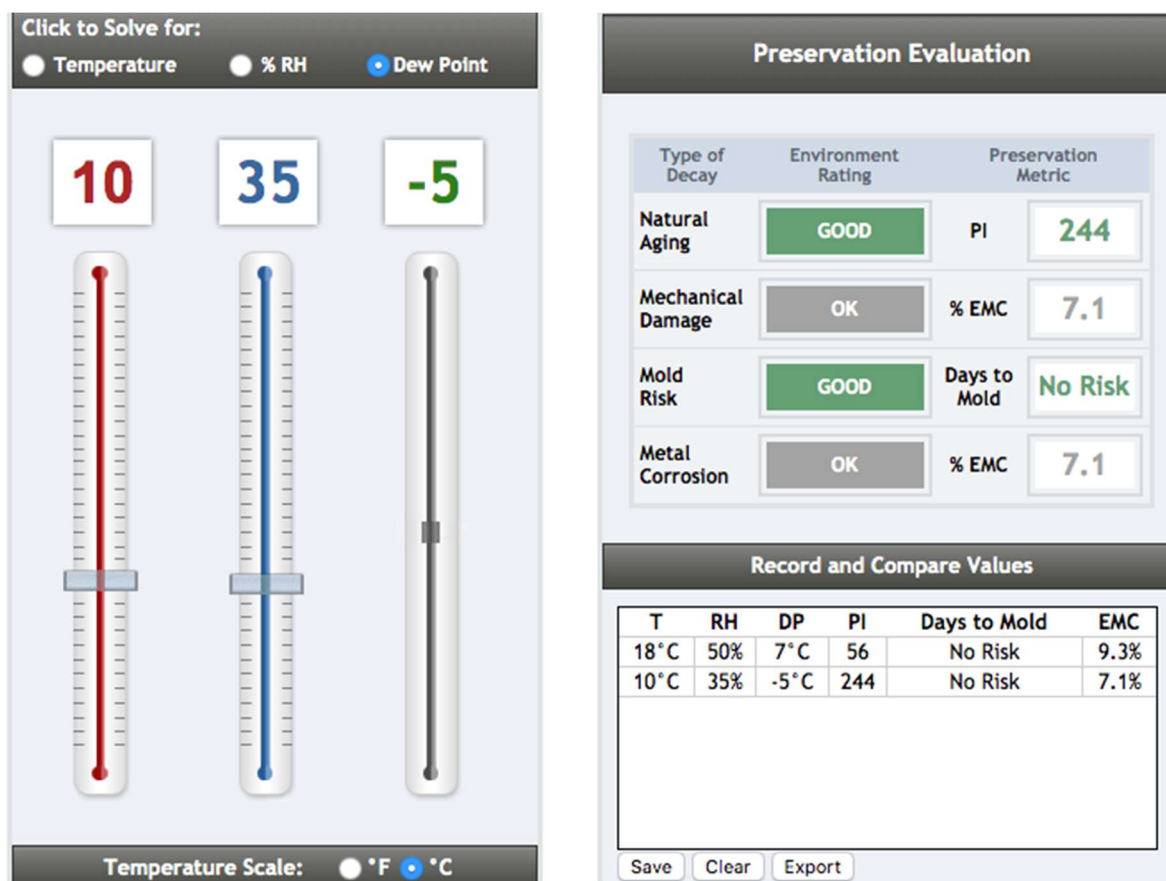 Click to Solve for:
Temperature % RH Dew Point
10 35 -5
Temperature Scale: °F °C
Preservation Evaluation
Type of Decay Environment Rating Preservation Metric
Natural Aging GOOD PI 244
Mechanical Damage OK % EMC 7.1
Mold Risk GOOD Days to Mold No Risk
Metal Corrosion OK % EMC 7.1
Record and Compare Values
T RH DP PI Days to Mold EMC
18°C 50% 7°C 56 No Risk 9.3%
10°C 35% -5°C 244 No Risk 7.1%
Save Clear Export